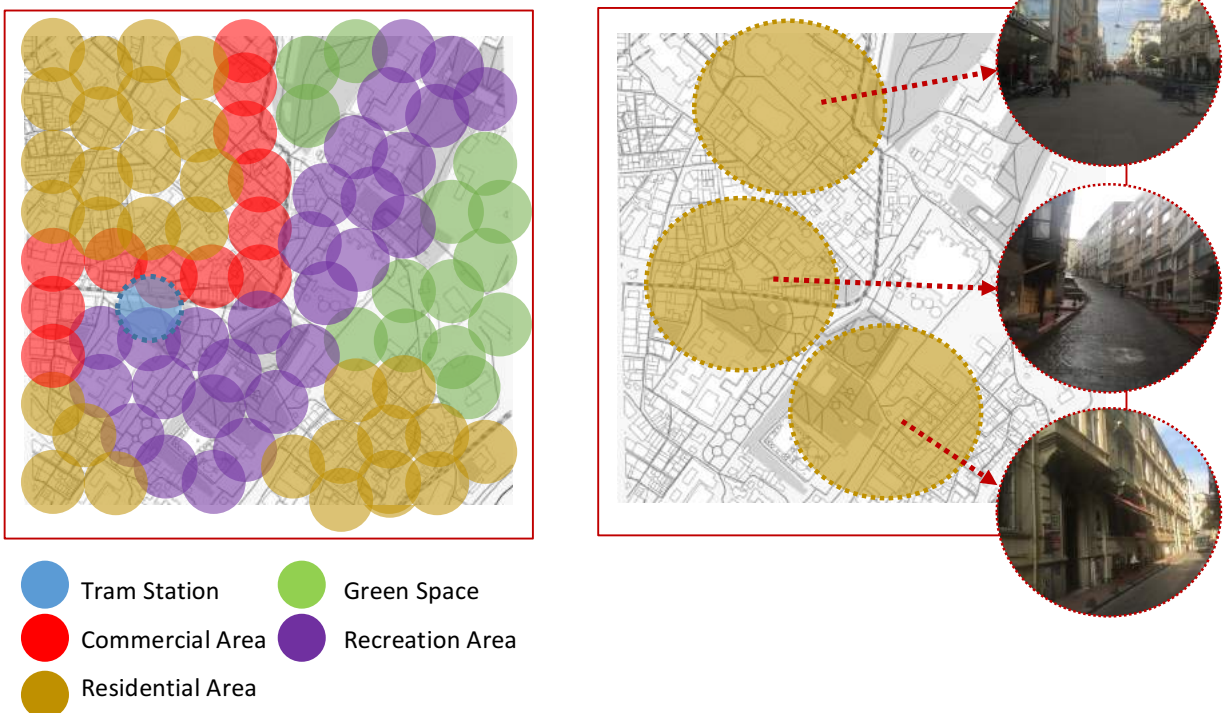 Tram Station
Green Space
Commercial Area
Recreation Area
Residential Area